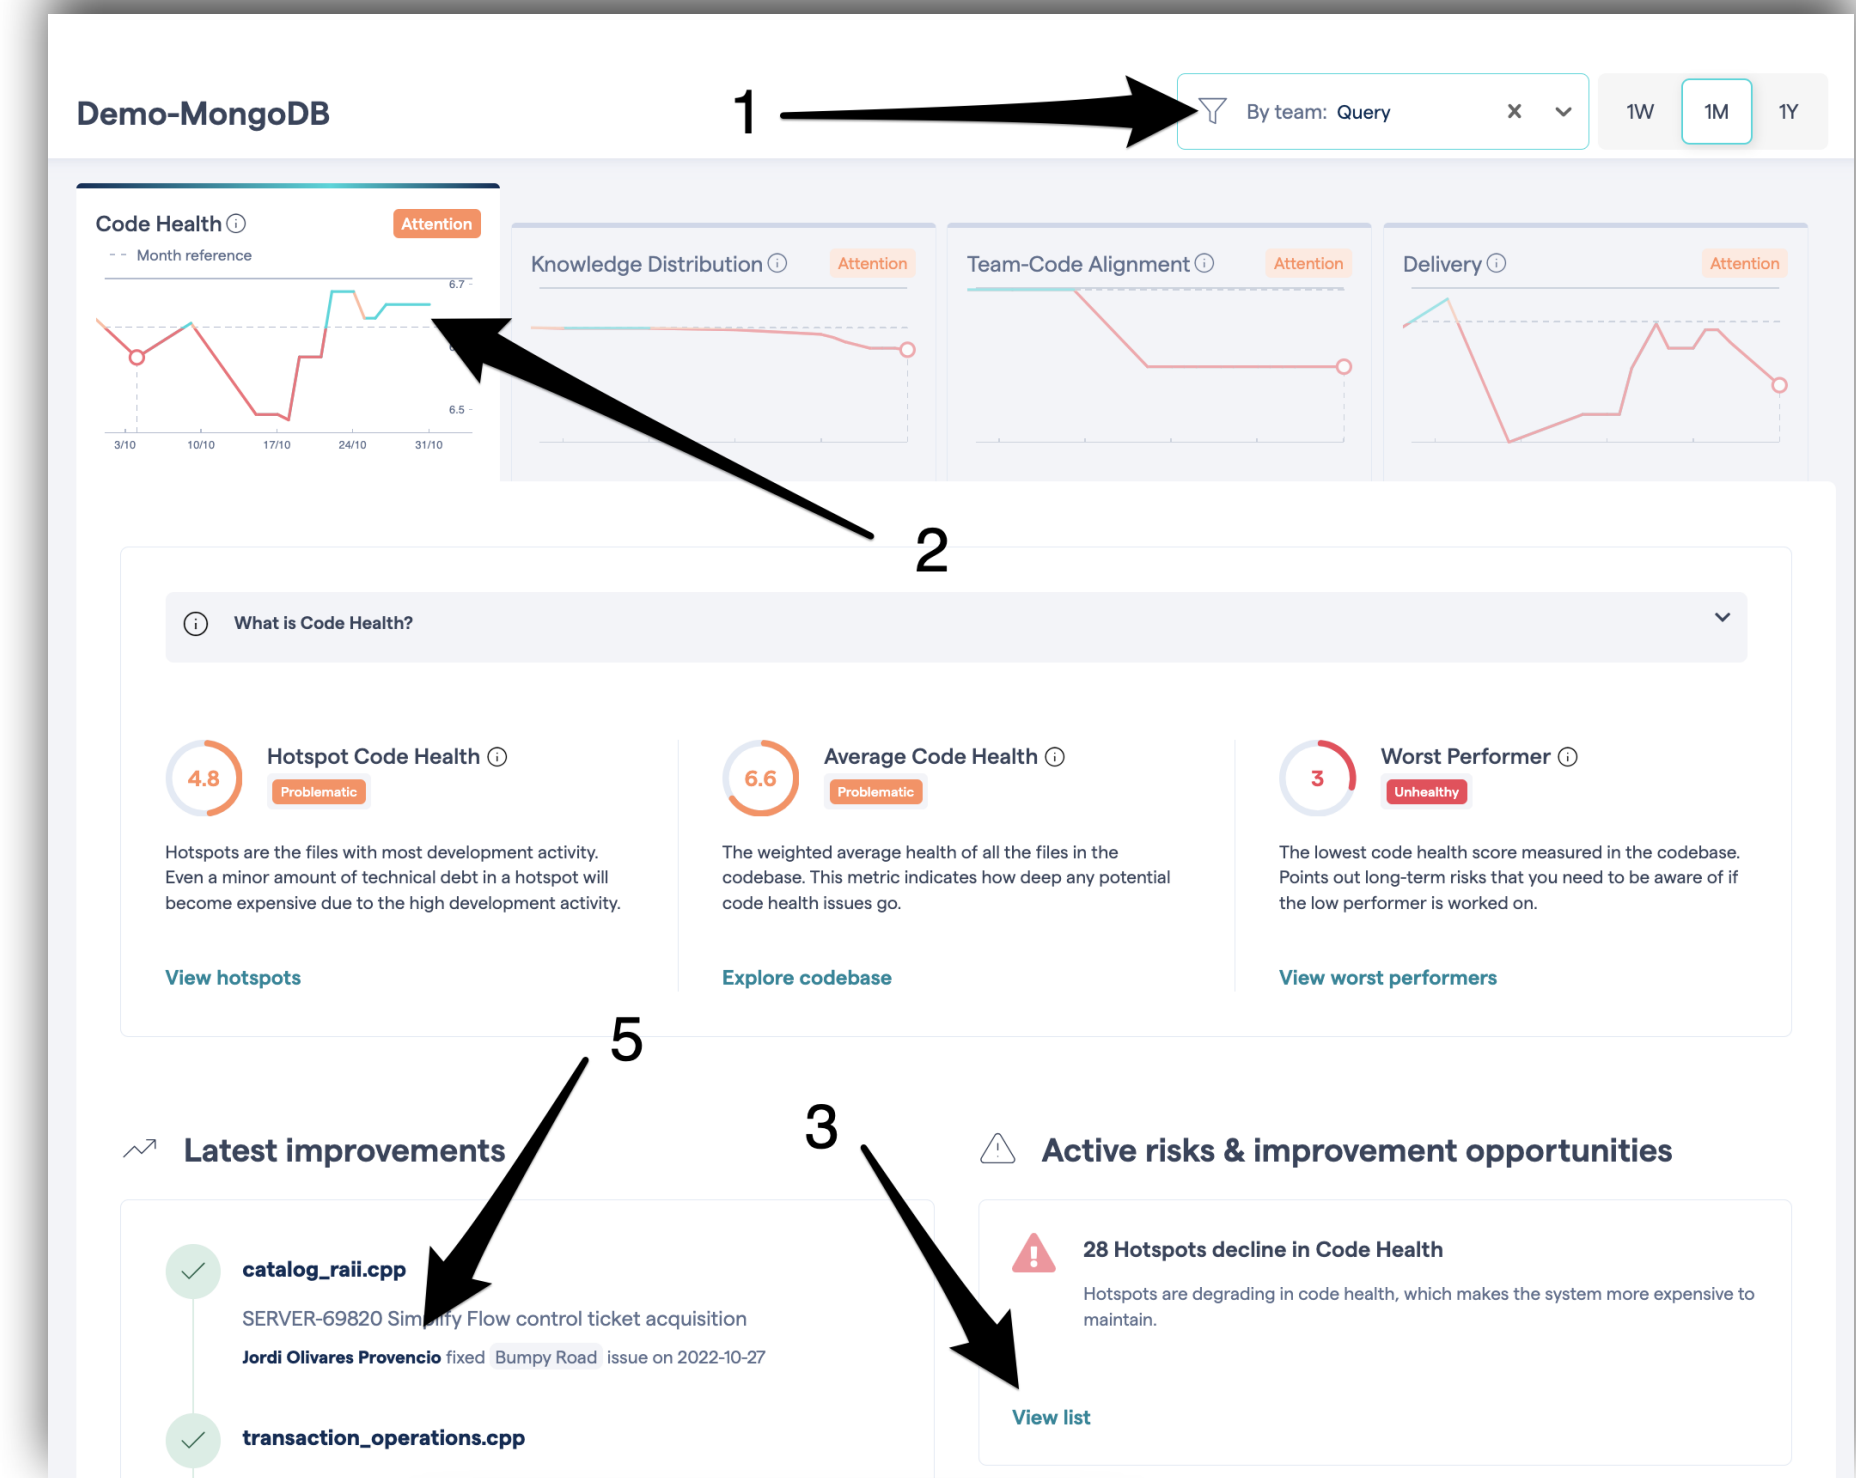 Demo-MongoDB
1
By team: Query
1W
1M
1Y
Code Health
Attention
Month reference
6.7
6.5
3/10
10/10
17/10
24/10
31/10
Knowledge Distribution
Attention
Team-Code Alignment
Attention
Delivery
Attention
2
What is Code Health?
4.8
Hotspot Code Health
Problematic
Hotspots are the files with most development activity.
Even a minor amount of technical debt in a hotspot will
become expensive due to the high development activity.
View hotspots
6.6
Average Code Health
Problematic
The weighted average health of all the files in the
codebase. This metric indicates how deep any potential
code health issues go.
Explore codebase
3
Worst Performer
Unhealthy
The lowest code health score measured in the codebase.
Points out long-term risks that you need to be aware of if
the low performer is worked on.
View worst performers
5
3
Latest improvements
catalog_raii.cpp
SERVER-69820 Simplify Flow control ticket acquisition
Jordi Olivares Provencio fixed Bumpy Road issue on 2022-10-27
transaction_operations.cpp
Active risks & improvement opportunities
28 Hotspots decline in Code Health
Hotspots are degrading in code health, which makes the system more expensive to
maintain.
View list